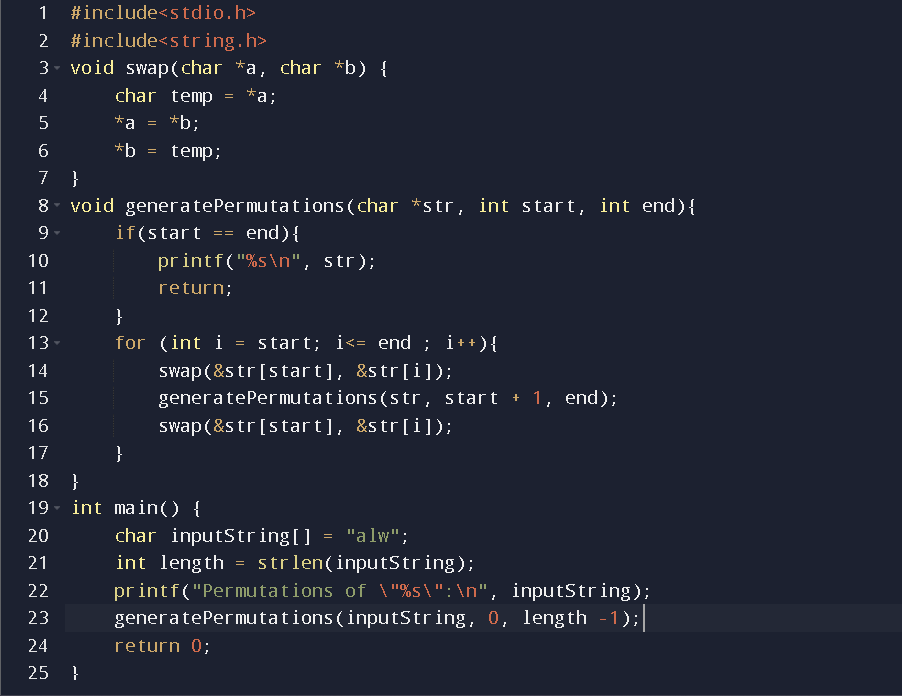 1 #include<stdio.h>
2 #include<string.h>
3 void swap(char *a, char *b) {
4     char temp = *a;
5     *a = *b;
6     *b = temp;
7 }
8 void generatePermutations(char *str, int start, int end){
9     if(start == end){
10         printf("%s\n", str);
11         return;
12     }
13     for (int i = start; i<= end ; i++){
14         swap(&str[start], &str[i]);
15         generatePermutations(str, start + 1, end);
16         swap(&str[start], &str[i]);
17     }
18 }
19 int main() {
20     char inputString[] = "alw";
21     int length = strlen(inputString);
22     printf("Permutations of \"%s\":\n", inputString);
23     generatePermutations(inputString, 0, length -1);
24     return 0;
25 }